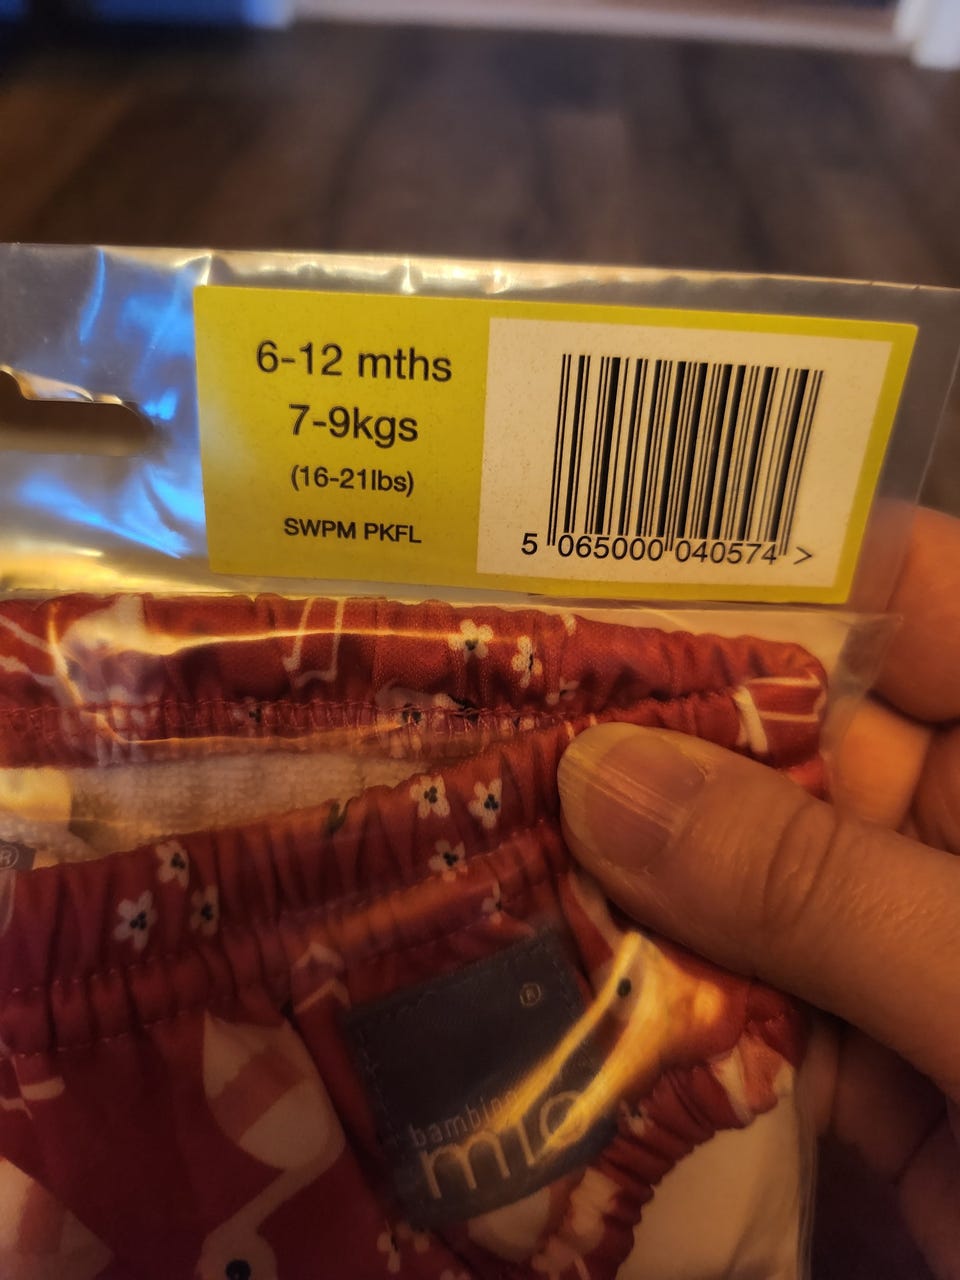 6-12 mths
7-9kgs
(16-21lbs)
SWPM PKFL
5 065000 040574 >
®
®
bambino
mio